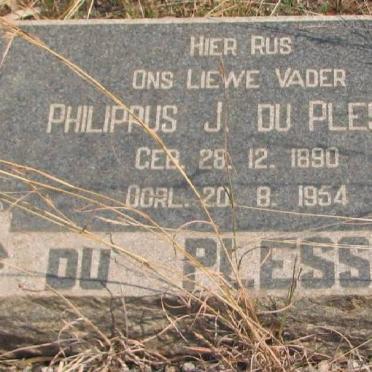 HIER RUS
ONS LIEWE VADER
PHILIPPUS J. DU PLES
GEB. 28. 12. 1890
OORL. 20. 8. 1954
DU PLESS